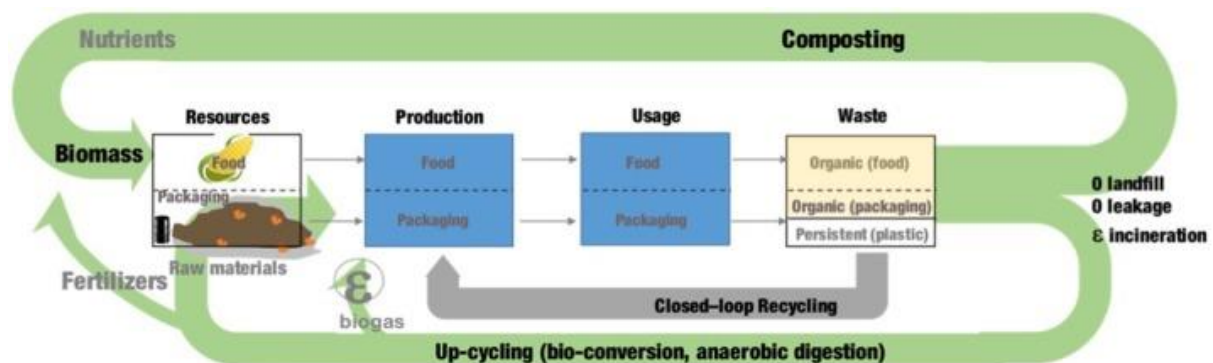 Nutrients
Composting
Resources
Production
Usage
Waste
Biomass
Food
Food
Food
Organic (food)
Packaging
Packaging
Packaging
Organic (packaging)
Persistent (plastic)
0 landfill
0 leakage
ε incineration
Raw materials
Fertilizers
ε
biogas
Closed–loop Recycling
Up-cycling (bio-conversion, anaerobic digestion)